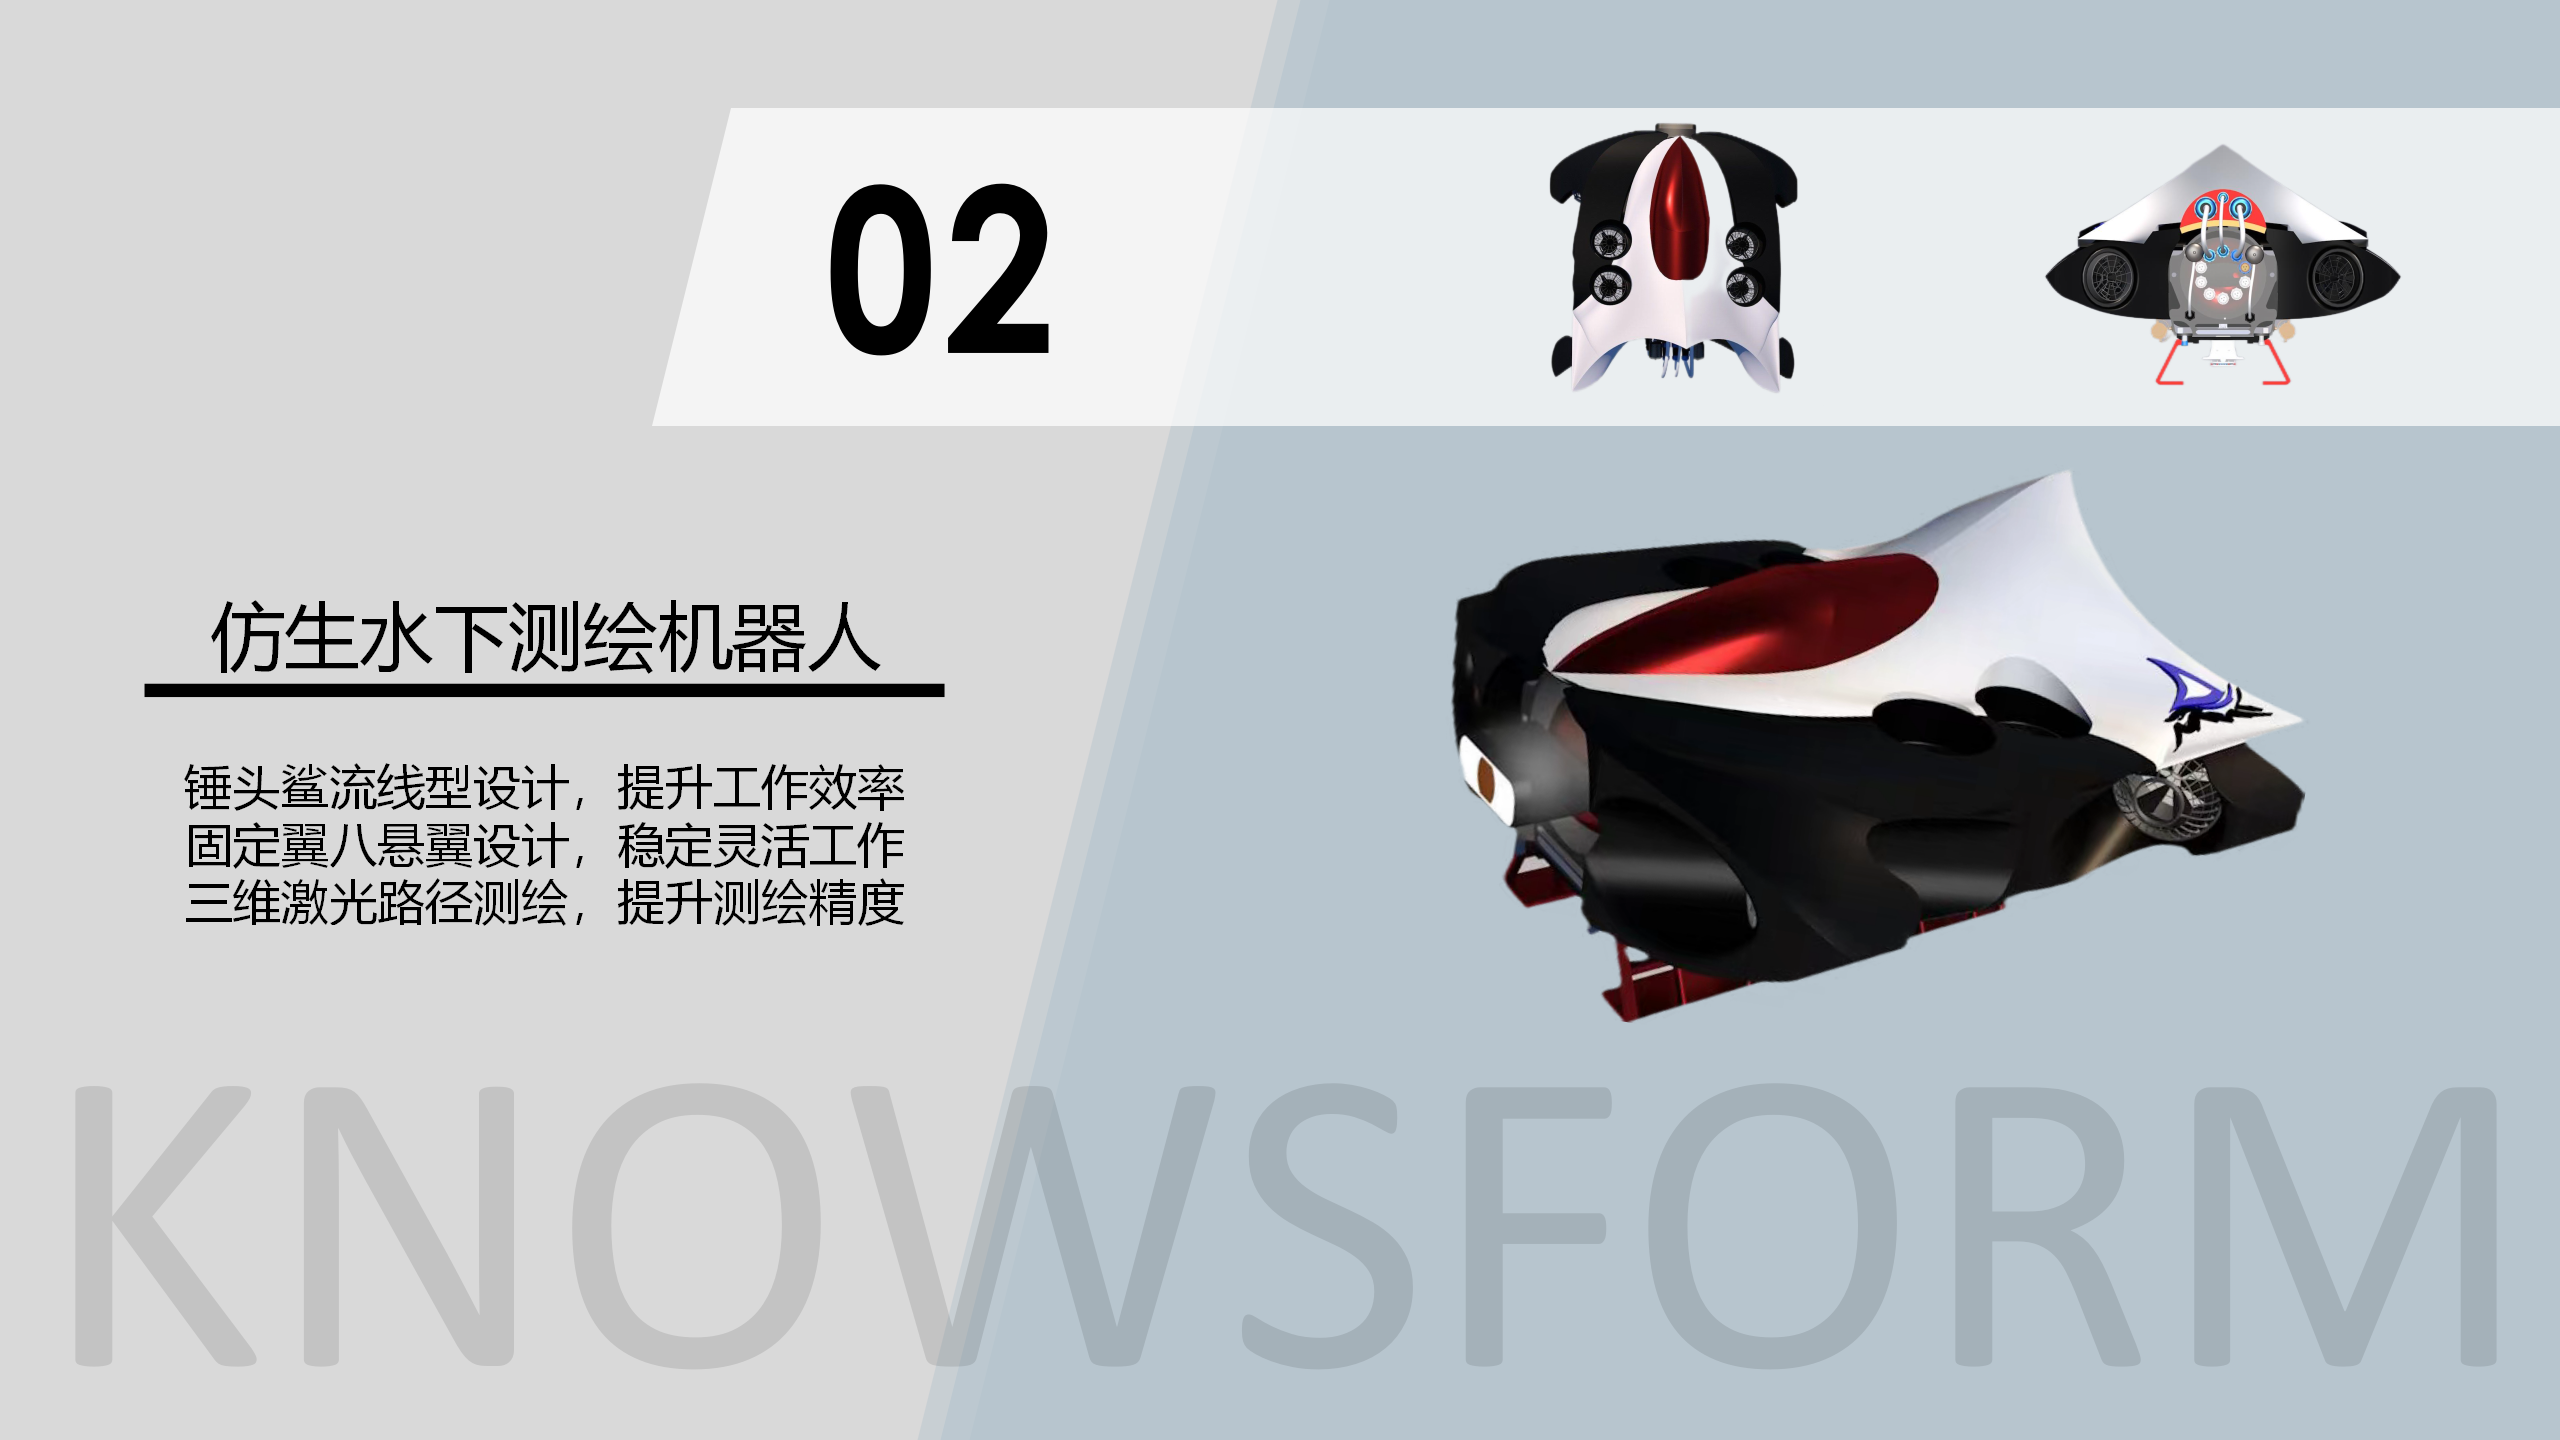 02
仿生水下测绘机器人
锤头鲨流线型设计，提升工作效率
固定翼八悬翼设计，稳定灵活工作
三维激光路径测绘，提升测绘精度
KNOWSFORM